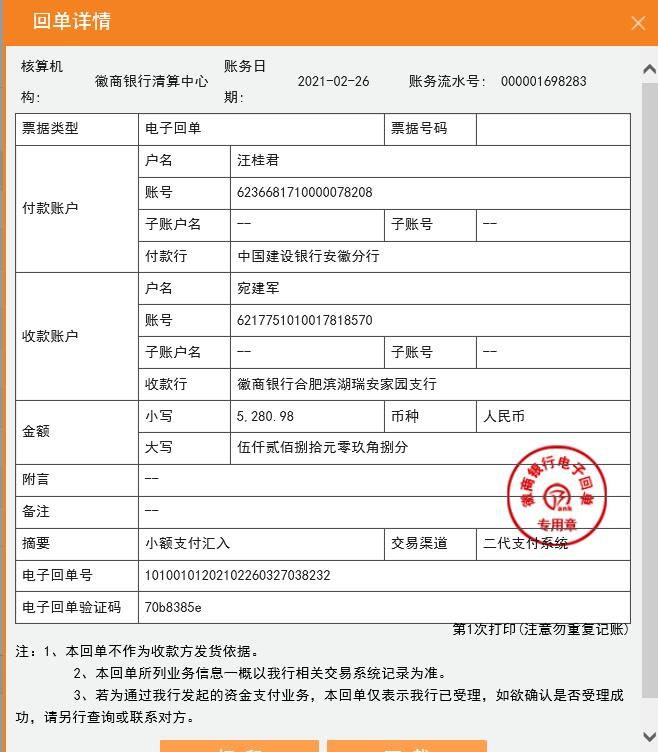 回单详情
核算机构: 徽商银行清算中心 账务日期: 2021-02-26 账务流水号: 000001698283
票据类型 电子回单 票据号码
付款账户 户名 汪桂君
账号 6236681710000078208
子账户名 -- 子账号 --
付款行 中国建设银行安徽分行
收款账户 户名 宛建军
账号 6217751010017818570
子账户名 -- 子账号 --
收款行 徽商银行合肥滨湖瑞安家园支行
金额 小写 5,280.98 币种 人民币
大写 伍仟贰佰捌拾元零玖角捌分
附言 --
备注 --
摘要 小额支付汇入 交易渠道 二代支付系统
徽商银行电子回单
Bank
专用章
电子回单号 10100101202102260327038232
电子回单验证码 70b8385e
第1次打印(注意勿重复记账)
注：1、本回单不作为收款方发货依据。
2、本回单所列业务信息一概以我行相关交易系统记录为准。
3、若为通过我行发起的资金支付业务，本回单仅表示我行已受理，如欲确认是否受理成
功，请另行查询或联系对方。